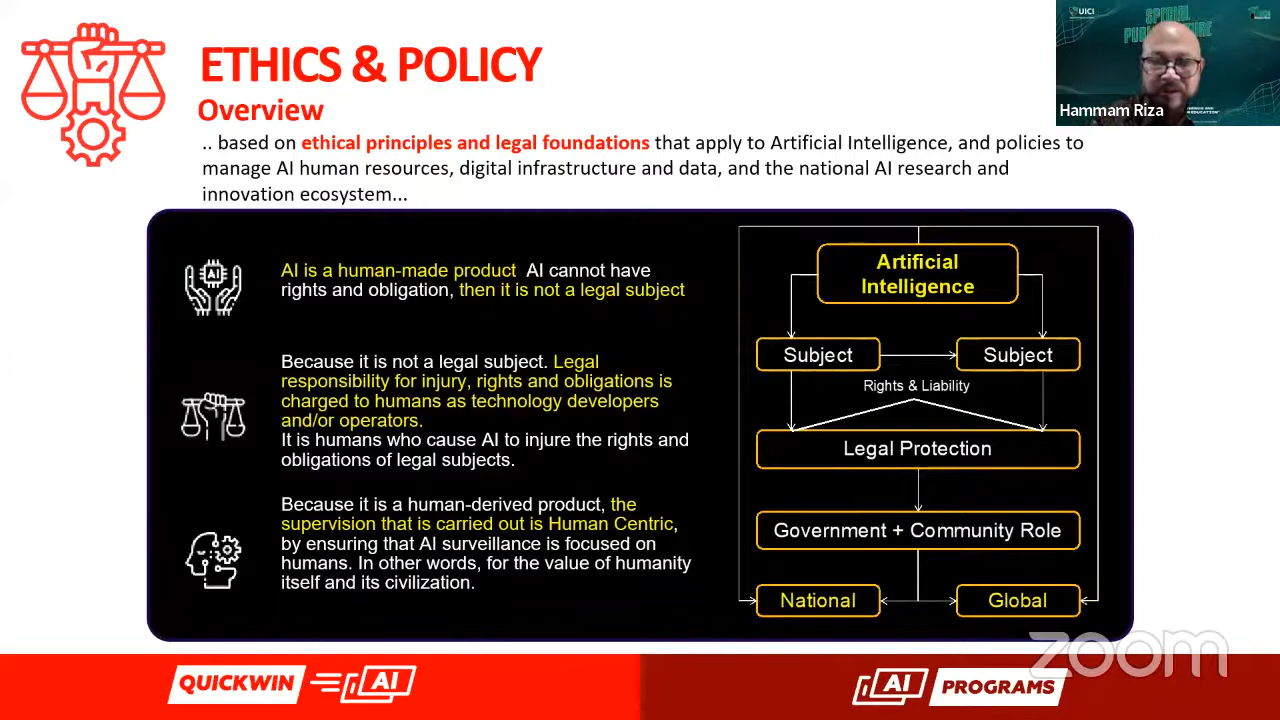 ETHICS & POLICY
Overview
.. based on ethical principles and legal foundations that apply to Artificial Intelligence, and policies to
manage AI human resources, digital infrastructure and data, and the national AI research and
innovation ecosystem...
UICI
SPECIAL
Hammam Riza
AI
AI is a human-made product AI cannot have
rights and obligation, then it is not a legal subject
Because it is not a legal subject. Legal
responsibility for injury, rights and obligations is
charged to humans as technology developers
and/or operators.
It is humans who cause AI to injure the rights and
obligations of legal subjects.
Because it is a human-derived product, the
supervision that is carried out is Human Centric,
by ensuring that AI surveillance is focused on
humans. In other words, for the value of humanity
itself and its civilization.
Artificial
Intelligence
Subject
Subject
Rights & Liability
Legal Protection
Government + Community Role
National
Global
zoom
QUICKWIN AI
AI PROGRAMS